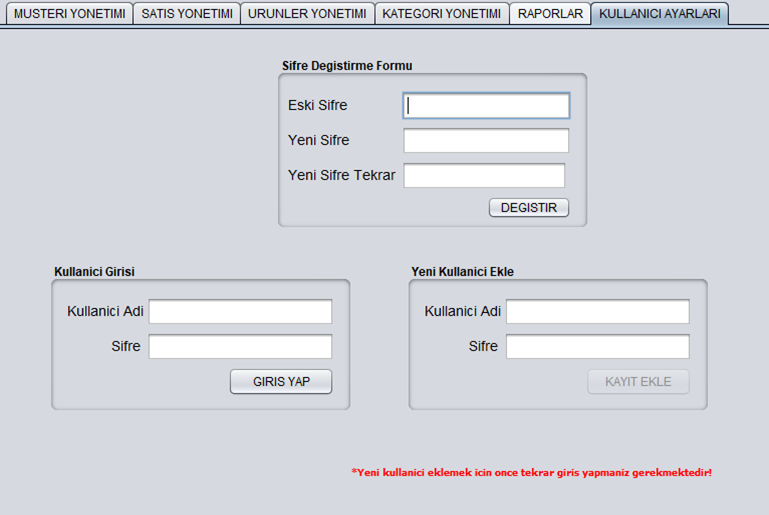 MUSTERI YONETIMI SATIS YONETIMI URUNLER YONETIMI KATEGORI YONETIMI RAPORLAR KULLANICI AYARLARI
Sifre Degistirme Formu
Eski Sifre
Yeni Sifre
Yeni Sifre Tekrar
DEGISTIR
Kullanici Girisi
Kullanici Adi
Sifre
GIRIS YAP
Yeni Kullanici Ekle
Kullanici Adi
Sifre
KAYIT EKLE
*Yeni kullanici eklemek icin once tekrar giris yapmaniz gerekmektedir!